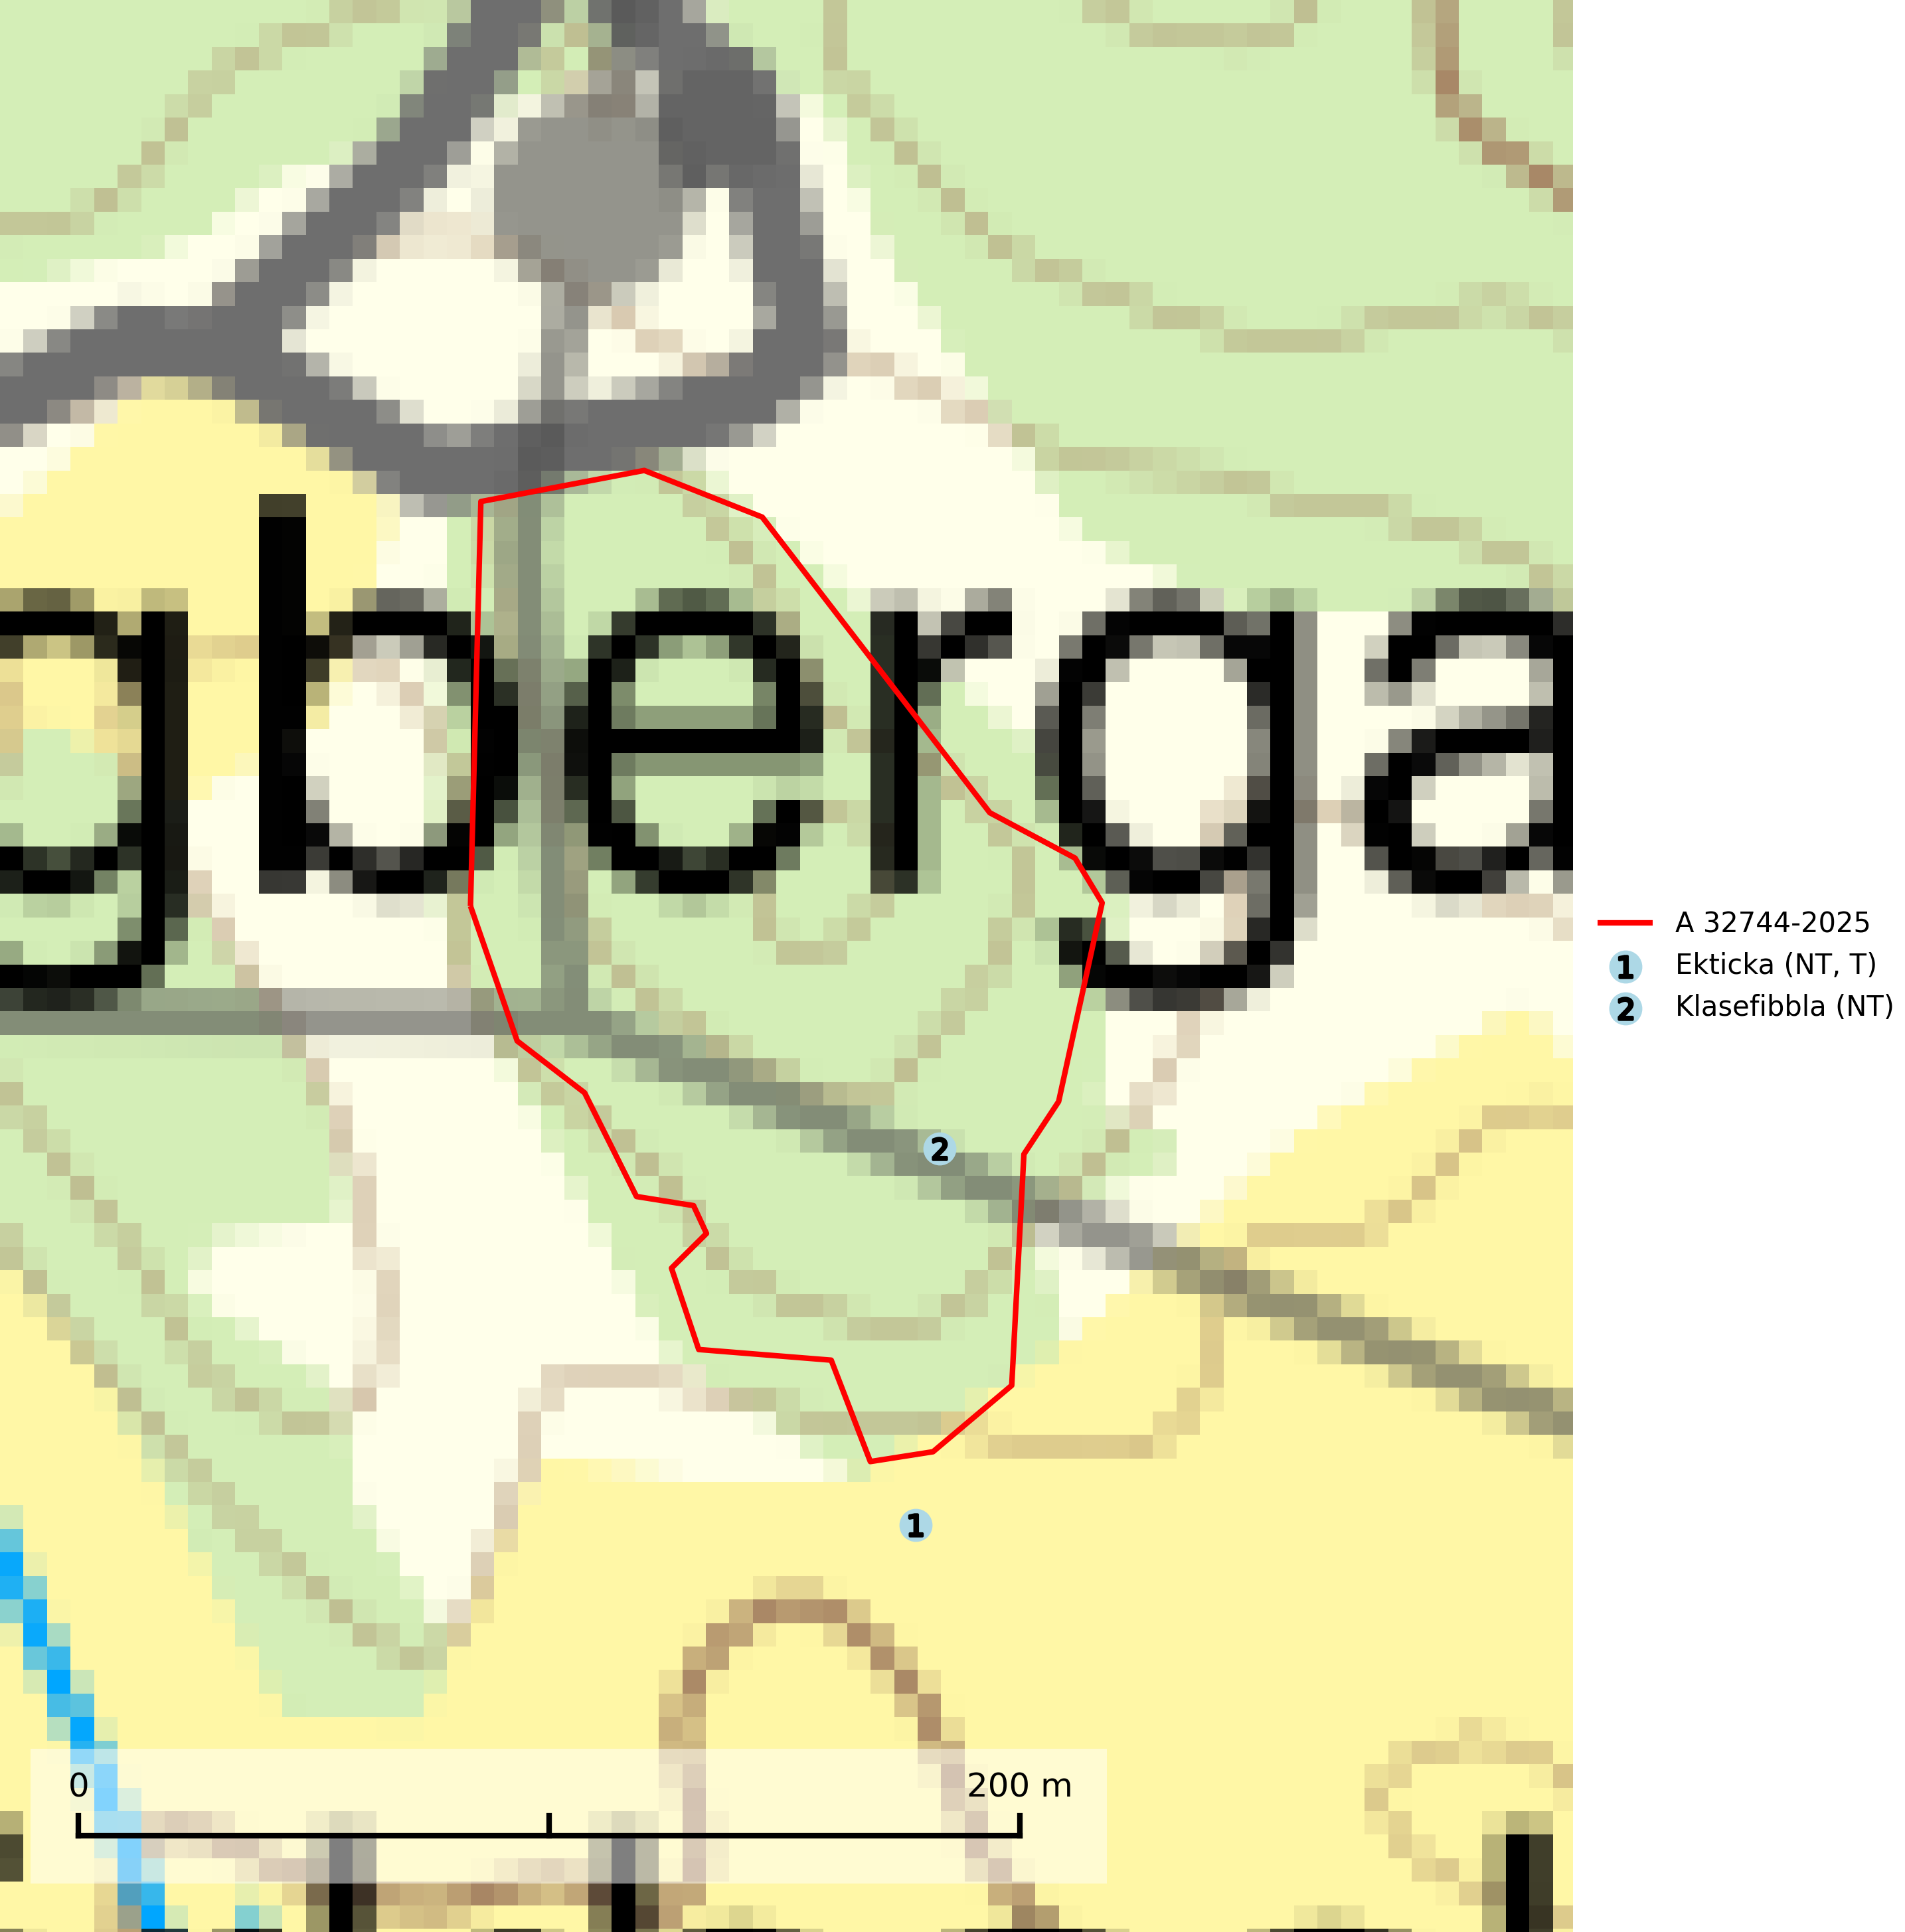 gberga
A 32744-2025
1 Ekticka (NT, T)
2 Klasefibbla (NT)
2
1
0 200 m